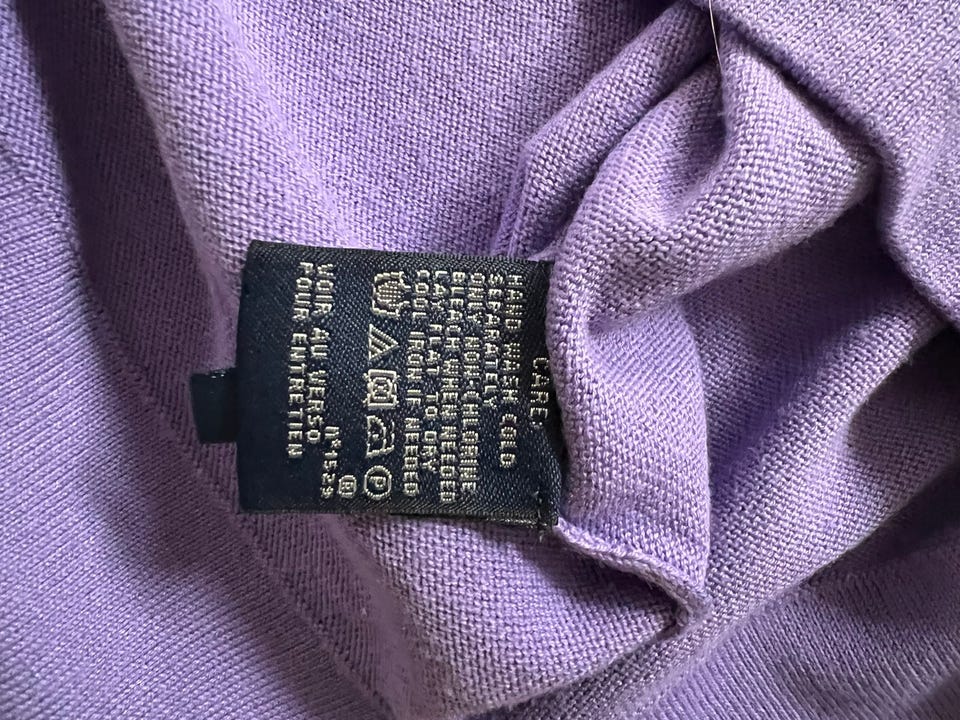 CARE:
HAND WASH COLD
SEPARATELY
USE NON-CHLORINE
BLEACH WHEN NEEDED
LAY FLAT TO DRY
COOL IRON IF NEEDED
P
VOIR AU VERSO
POUR ENTRETIEN